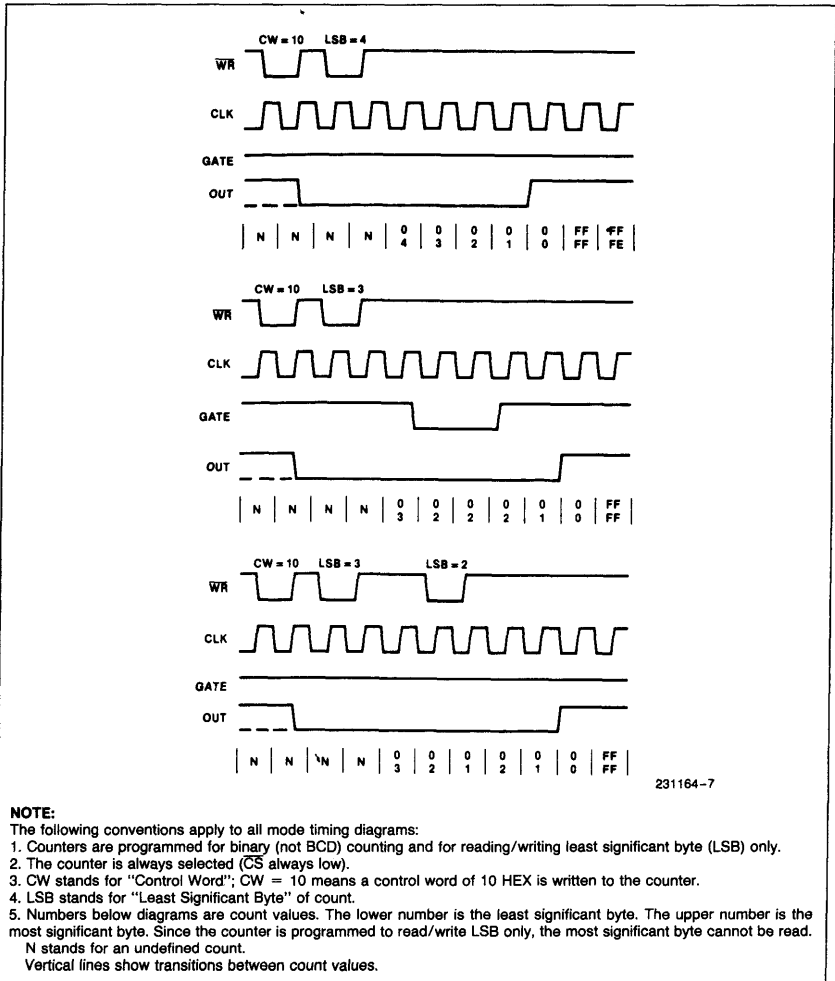 CW = 10 LSB = 4
WR
CLK
GATE
OUT
N N N N 0 0 0 0 0 FF FF
4 3 2 1 0 FF FE
CW = 10 LSB = 3
WR
CLK
GATE
OUT
N N N N 0 0 0 0 0 0 FF
3 2 2 2 1 0 FF
CW = 10 LSB = 3 LSB = 2
WR
CLK
GATE
OUT
N N N N 0 0 0 0 0 0 FF
3 2 1 2 1 0 FF
231164-7
NOTE:
The following conventions apply to all mode timing diagrams:
1. Counters are programmed for binary (not BCD) counting and for reading/writing least significant byte (LSB) only.
2. The counter is always selected (CS always low).
3. CW stands for "Control Word"; CW = 10 means a control word of 10 HEX is written to the counter.
4. LSB stands for "Least Significant Byte" of count.
5. Numbers below diagrams are count values. The lower number is the least significant byte. The upper number is the
most significant byte. Since the counter is programmed to read/write LSB only, the most significant byte cannot be read.
N stands for an undefined count.
Vertical lines show transitions between count values.